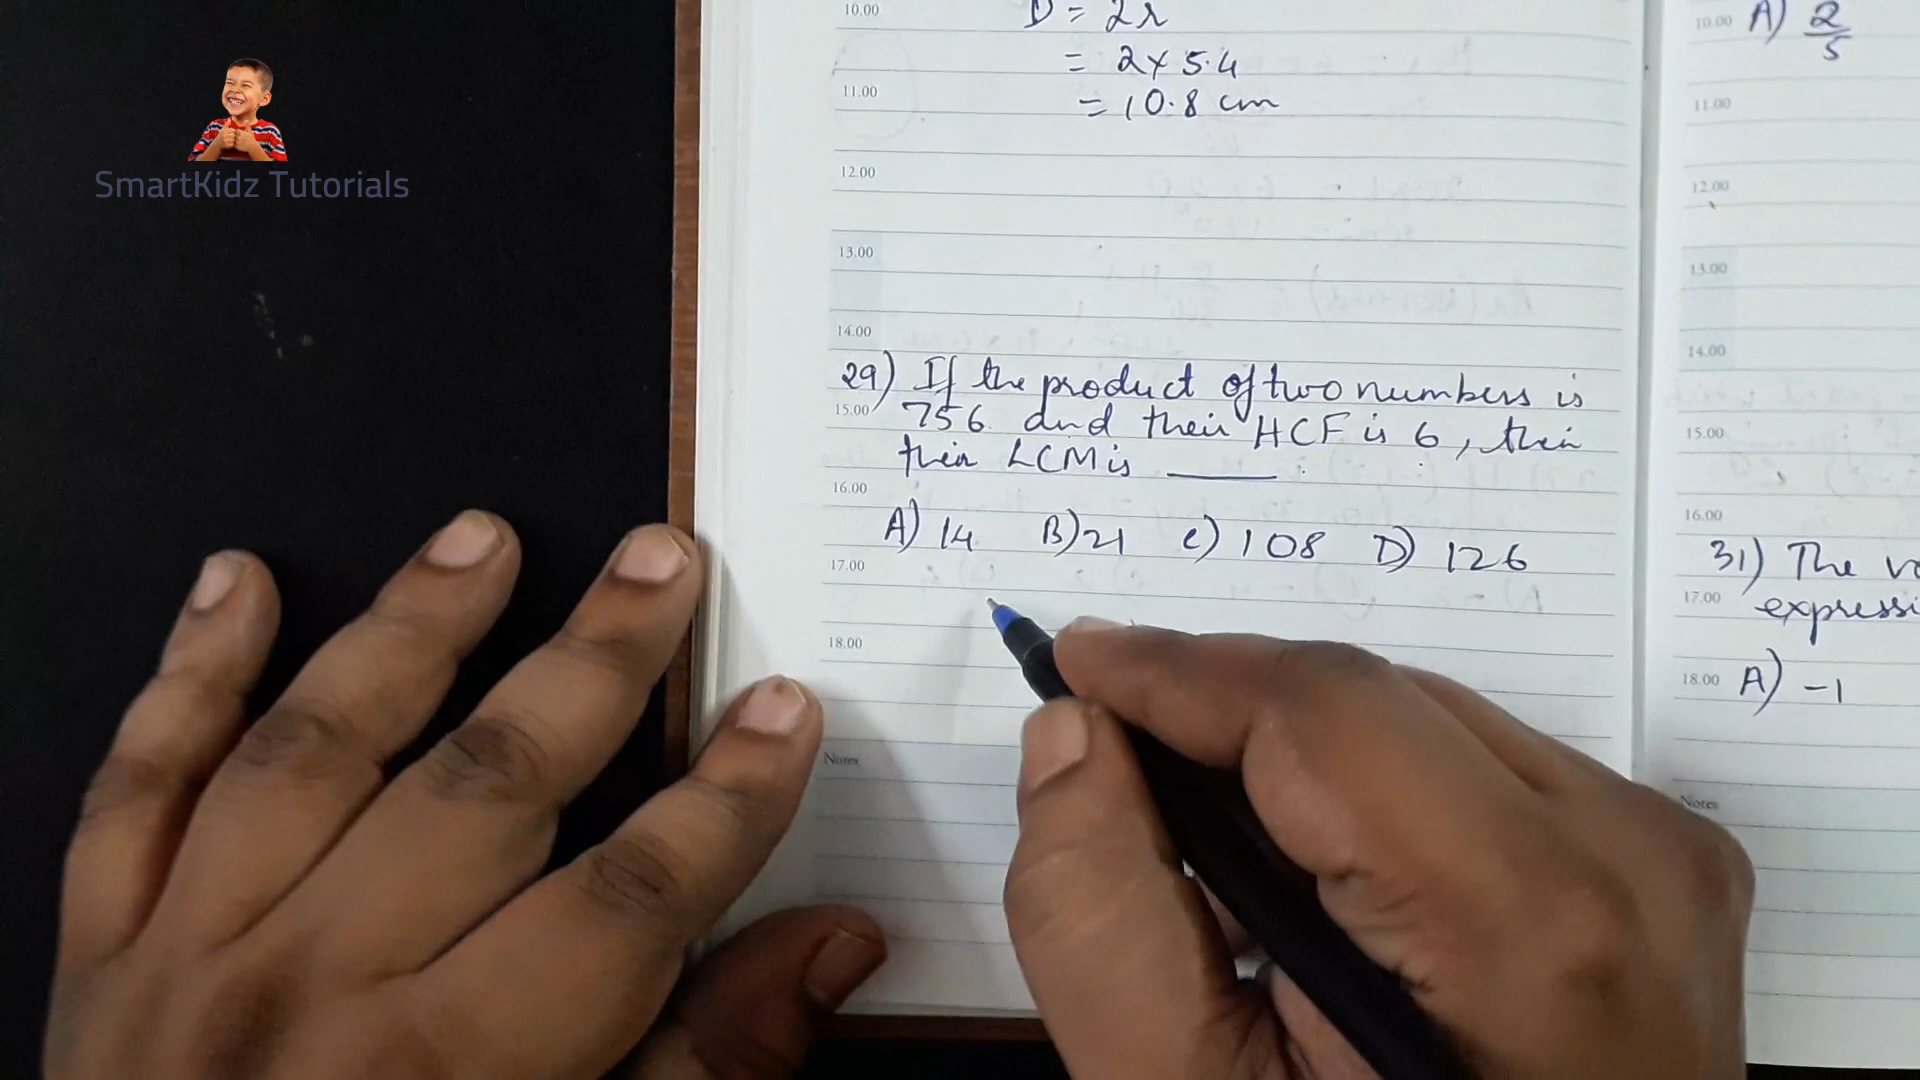 SmartKidz Tutorials
10.00
D = 2r
= 2 x 5.4
11.00
= 10.8 cm
12.00
13.00
14.00
29) If the product of two numbers is
15.00
756 and their HCF is 6, then
their LCM is ______.
16.00
A) 14 B) 21 C) 108 D) 126
17.00
18.00
Notes
10.00 A) 2/5
11.00
12.00
13.00
14.00
15.00
16.00
31) The
17.00
18.00 A) -1
Notes